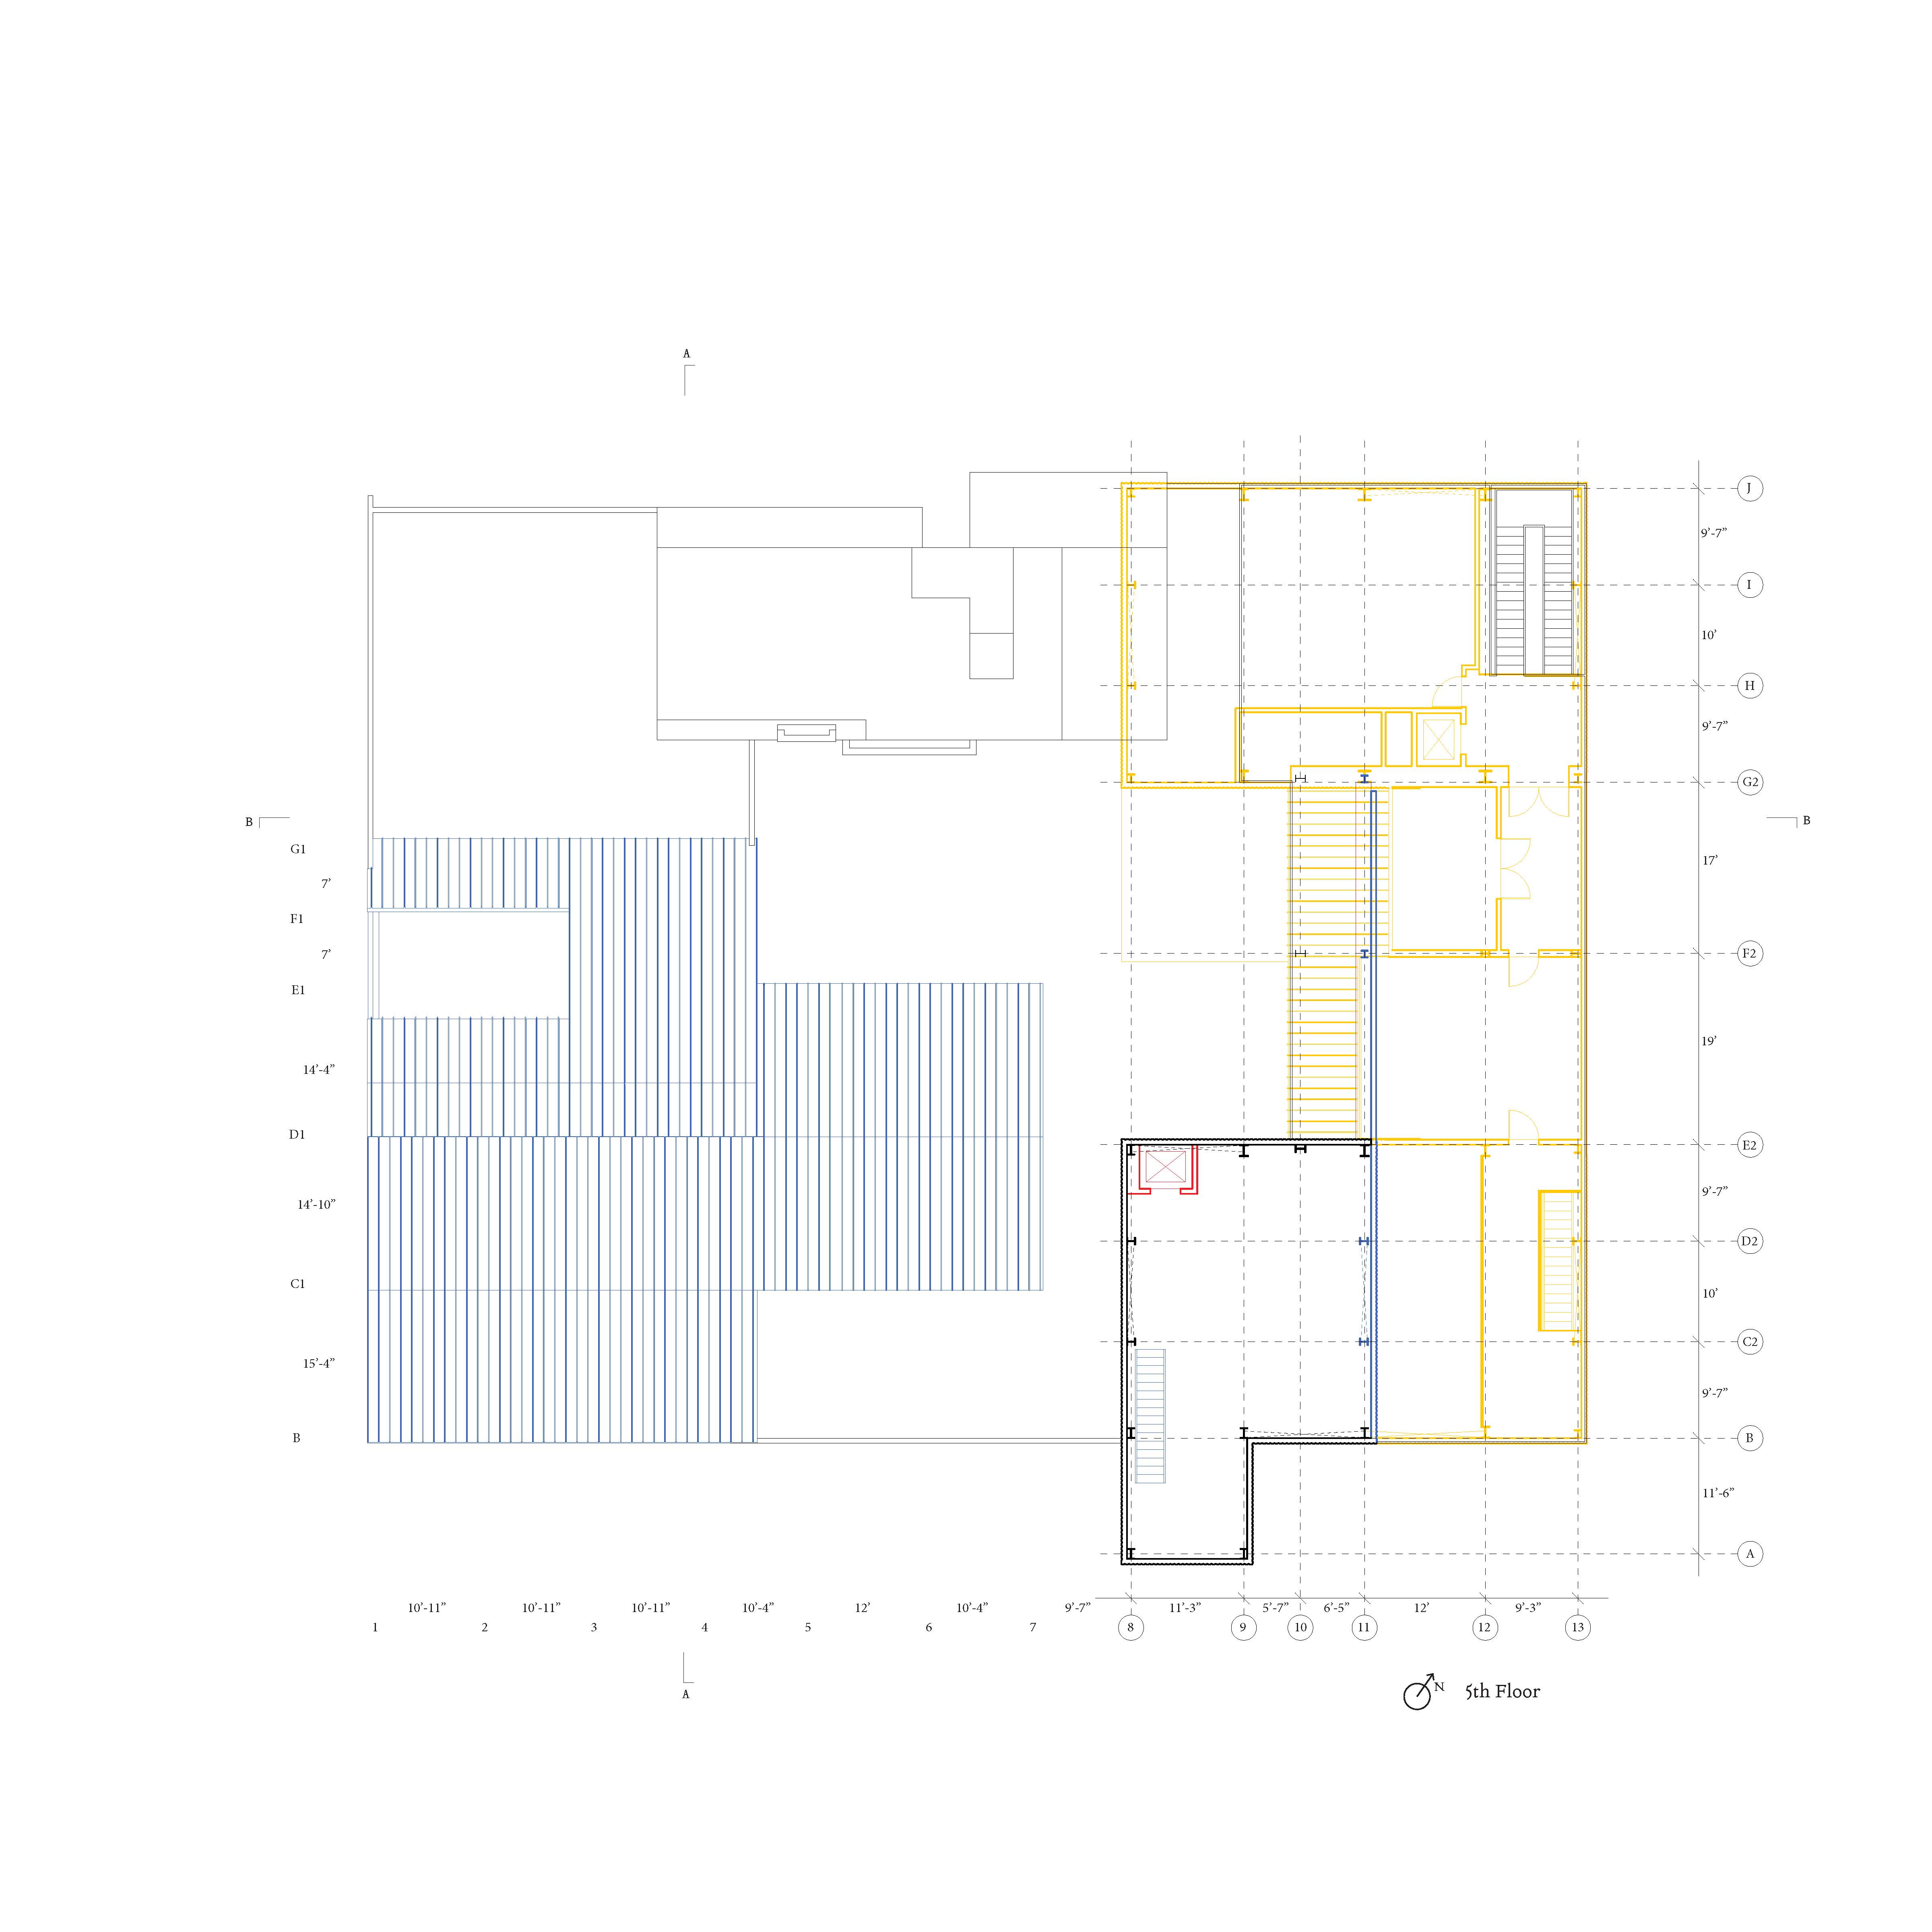 A
J
9’-7”
I
10’
H
9’-7”
G2
B
B
G1
17’
7’
F1
7’
F2
E1
19’
14’-4”
D1
E2
14’-10”
9’-7”
D2
C1
10’
C2
15’-4”
9’-7”
B
B
11’-6”
A
10’-11” 10’-11” 10’-11” 10’-4” 12’ 10’-4” 9’-7” 11’-3” 5’-7” 6’-5” 12’ 9’-3”
1 2 3 4 5 6 7 8 9 10 11 12 13
A
N 5th Floor